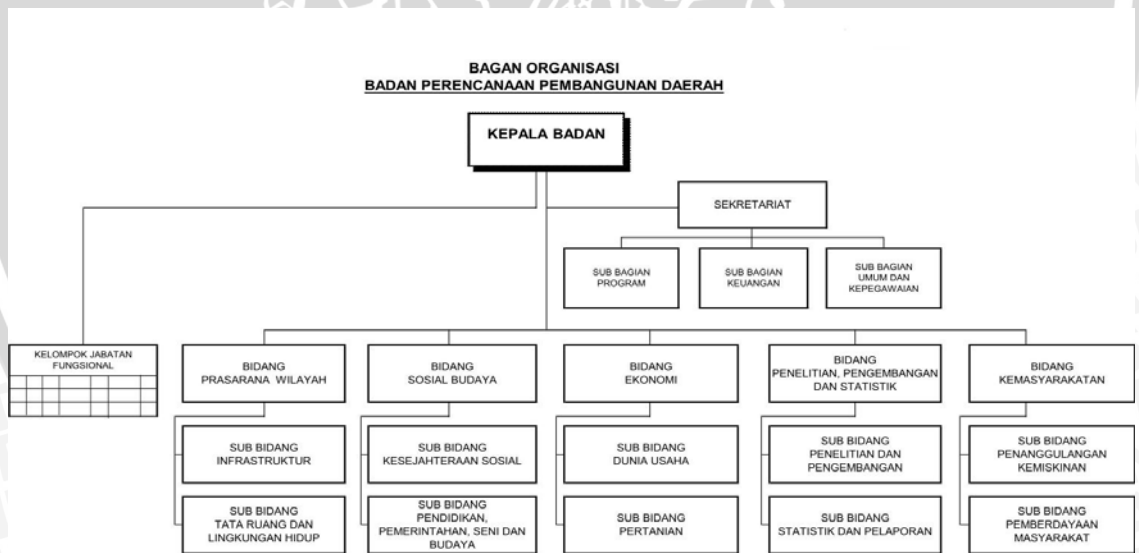 BAGAN ORGANISASI
BADAN PERENCANAAN PEMBANGUNAN DAERAH
KEPALA BADAN
SEKRETARIAT
SUB BAGIAN
PROGRAM
SUB BAGIAN
KEUANGAN
SUB BAGIAN
UMUM DAN
KEPEGAWAIAN
KELOMPOK JABATAN
FUNGSIONAL
BIDANG
PRASARANA WILAYAH
BIDANG
SOSIAL BUDAYA
BIDANG
EKONOMI
BIDANG
PENELITIAN, PENGEMBANGAN
DAN STATISTIK
BIDANG
KEMASYARAKATAN
SUB BIDANG
INFRASTRUKTUR
SUB BIDANG
KESEJAHTERAAN SOSIAL
SUB BIDANG
DUNIA USAHA
SUB BIDANG
PENELITIAN DAN
PENGEMBANGAN
SUB BIDANG
PENANGGULANGAN
KEMISKINAN
SUB BIDANG
TATA RUANG DAN
LINGKUNGAN HIDUP
SUB BIDANG
PENDIDIKAN,
PEMERINTAHAN, SENI DAN
BUDAYA
SUB BIDANG
PERTANIAN
SUB BIDANG
STATISTIK DAN PELAPORAN
SUB BIDANG
PEMBERDAYAAN
MASYARAKAT